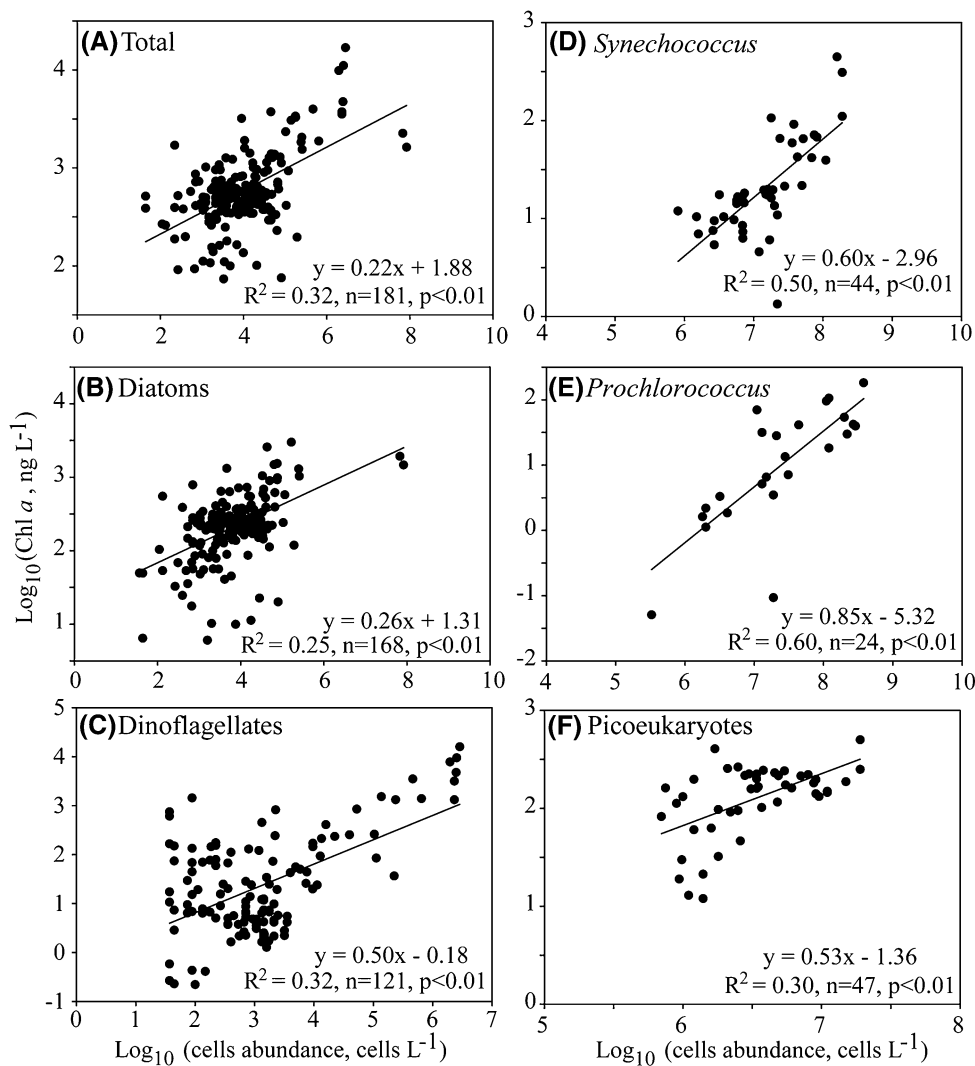 (A) Total
4
3
2
y = 0.22x + 1.88
R2 = 0.32, n=181, p<0.01
0 2 4 6 8 10
(B) Diatoms
4
3
2
1
y = 0.26x + 1.31
R2 = 0.25, n=168, p<0.01
0 2 4 6 8 10
(C) Dinoflagellates
5
4
3
2
1
0
-1
y = 0.50x - 0.18
R2 = 0.32, n=121, p<0.01
0 1 2 3 4 5 6 7
Log10 (cells abundance, cells L-1)
Log10(Chl a , ng L-1)
(D) Synechococcus
3
2
1
0
y = 0.60x - 2.96
R2 = 0.50, n=44, p<0.01
4 5 6 7 8 9 10
(E) Prochlorococcus
2
1
0
-1
-2
y = 0.85x - 5.32
R2 = 0.60, n=24, p<0.01
4 5 6 7 8 9 10
(F) Picoeukaryotes
3
2
1
0
y = 0.53x - 1.36
R2 = 0.30, n=47, p<0.01
5 6 7 8
Log10 (cells abundance, cells L-1)